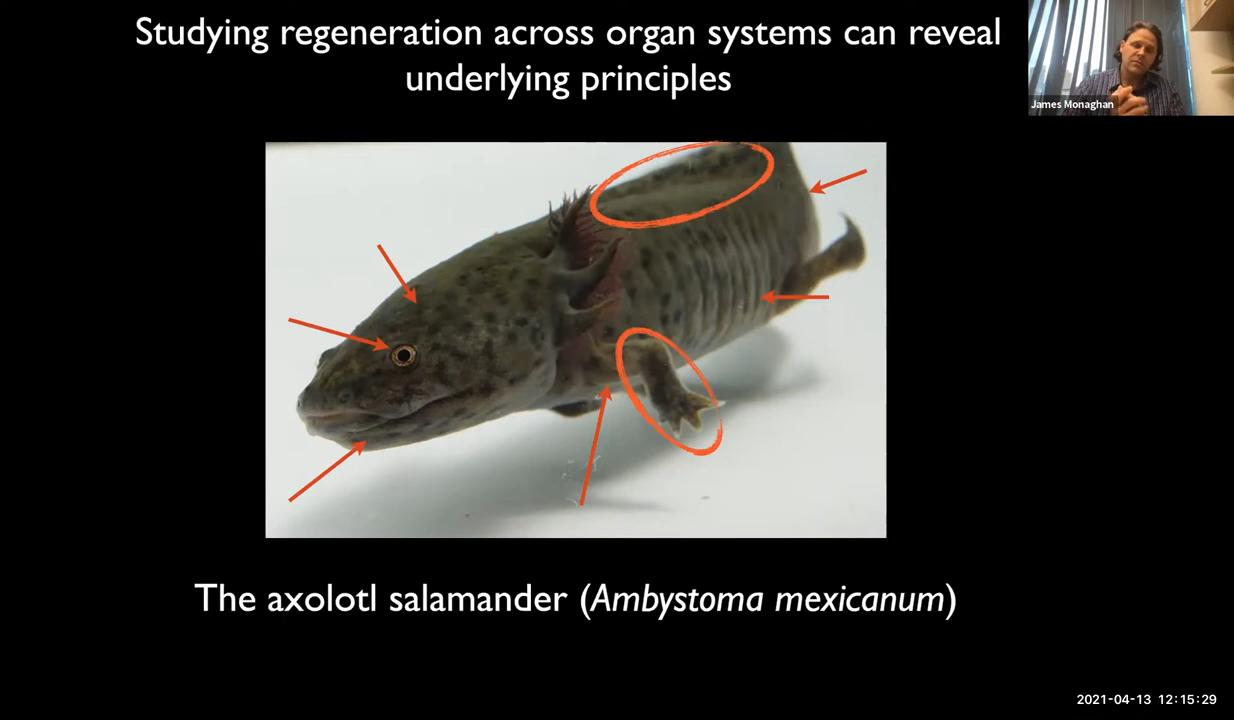 Studying regeneration across organ systems can reveal
underlying principles
James Monaghan
The axolotl salamander (Ambystoma mexicanum)
2021-04-13 12:15:29